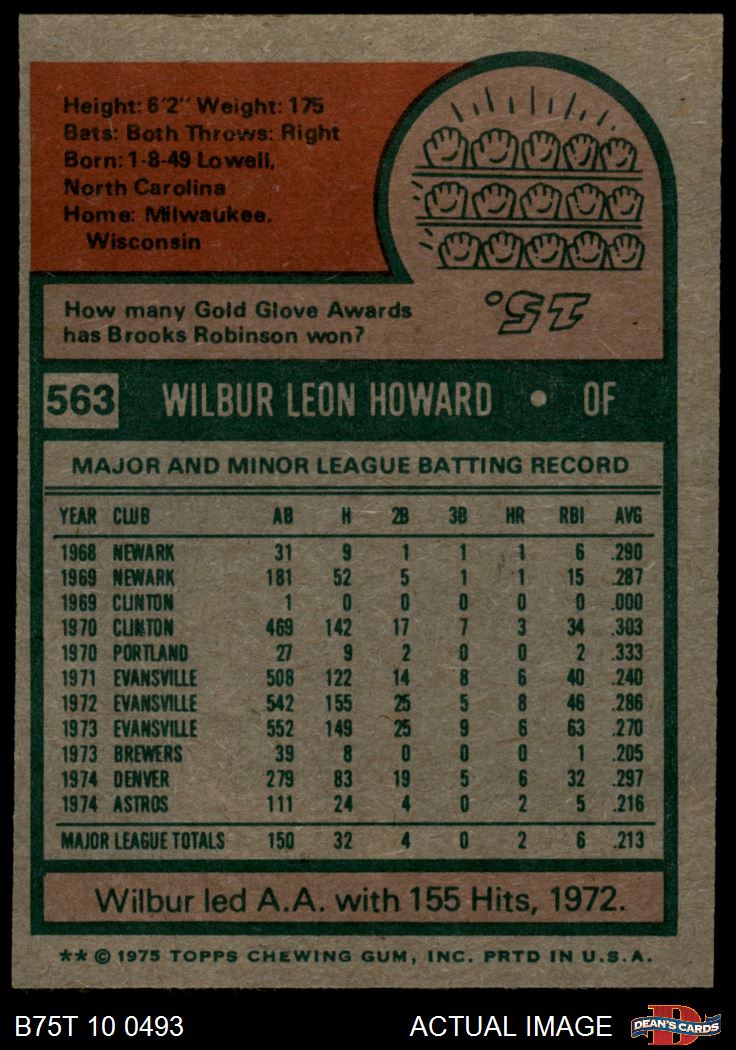 Height: 6'2" Weight: 175
Bats: Both Throws: Right
Born: 1-8-49 Lowell,
North Carolina
Home: Milwaukee,
Wisconsin
How many Gold Glove Awards
has Brooks Robinson won?
15.
563 WILBUR LEON HOWARD • OF
MAJOR AND MINOR LEAGUE BATTING RECORD
YEAR CLUB AB H 2B 3B HR RBI AVG
1968 NEWARK 31 9 1 1 1 6 .290
1969 NEWARK 181 52 5 1 1 15 .287
1969 CLINTON 1 0 0 0 0 0 .000
1970 CLINTON 469 142 17 7 3 34 .303
1970 PORTLAND 27 9 2 0 0 2 .333
1971 EVANSVILLE 508 122 14 8 6 40 .240
1972 EVANSVILLE 542 155 25 5 8 46 .286
1973 EVANSVILLE 552 149 25 9 6 63 .270
1973 BREWERS 39 8 0 0 0 1 .205
1974 DENVER 279 83 19 5 6 32 .297
1974 ASTROS 111 24 4 0 2 5 .216
MAJOR LEAGUE TOTALS 150 32 4 0 2 6 .213
Wilbur led A.A. with 155 Hits, 1972.
** © 1975 TOPPS CHEWING GUM, INC. PRTD IN U.S.A.
B75T 10 0493 ACTUAL IMAGE D DEAN'S CARDS